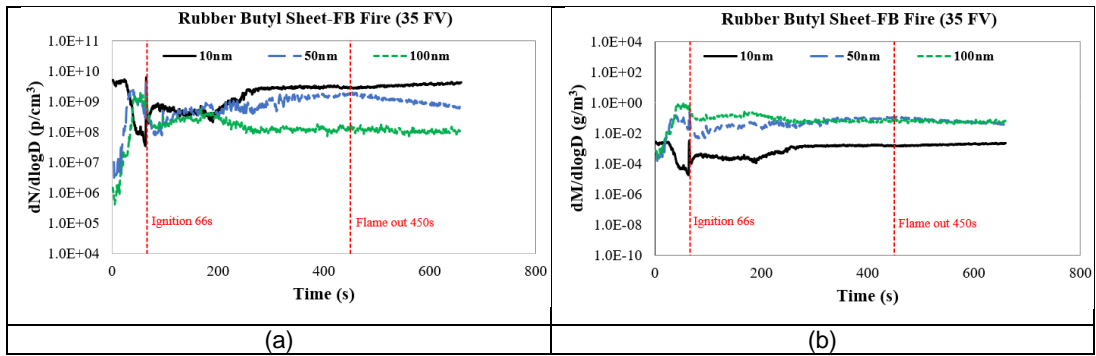 Rubber Butyl Sheet-FB Fire (35 FV)
10nm 50nm 100nm
dN/dlogD (p/cm³)
1.0E+11
1.0E+10
1.0E+09
1.0E+08
1.0E+07
1.0E+06
1.0E+05
1.0E+04
Ignition 66s
Flame out 450s
0 200 400 600 800
Time (s)
(a)
Rubber Butyl Sheet-FB Fire (35 FV)
10nm 50nm 100nm
dM/dlogD (g/m³)
1.0E+04
1.0E+02
1.0E+00
1.0E-02
1.0E-04
1.0E-06
1.0E-08
1.0E-10
Ignition 66s
Flame out 450s
0 200 400 600 800
Time (s)
(b)